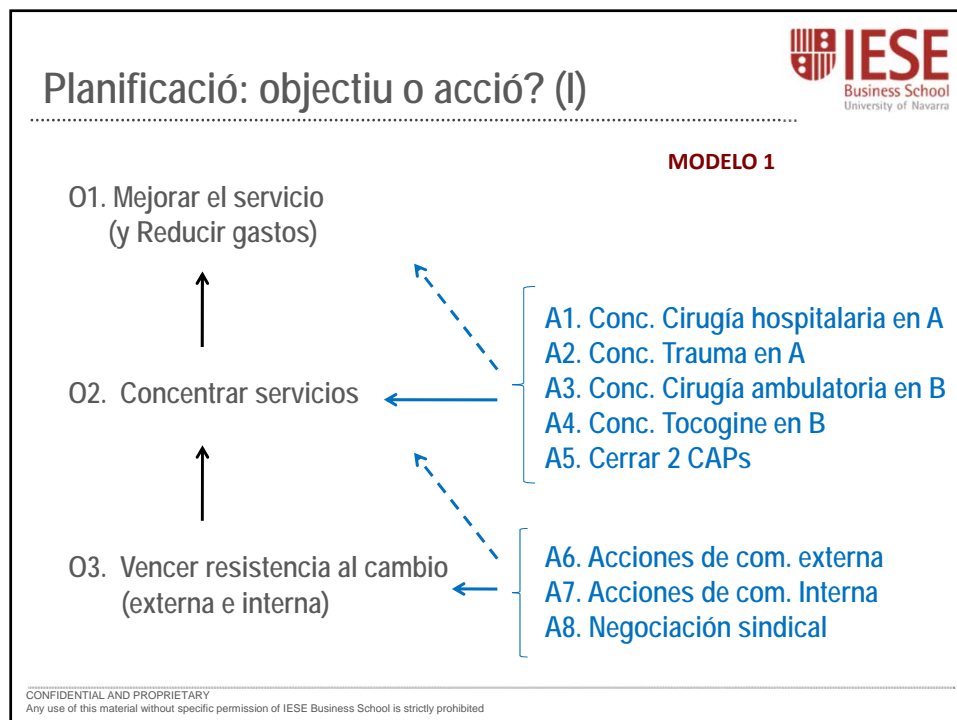 Planificació: objectiu o acció? (I)
IESE
Business School
University of Navarra
MODELO 1
O1. Mejorar el servicio
(y Reducir gastos)
O2. Concentrar servicios
O3. Vencer resistencia al cambio
(externa e interna)
A1. Conc. Cirugía hospitalaria en A
A2. Conc. Trauma en A
A3. Conc. Cirugía ambulatoria en B
A4. Conc. Tocogine en B
A5. Cerrar 2 CAPs
A6. Acciones de com. externa
A7. Acciones de com. Interna
A8. Negociación sindical
CONFIDENTIAL AND PROPRIETARY
Any use of this material without specific permission of IESE Business School is strictly prohibited